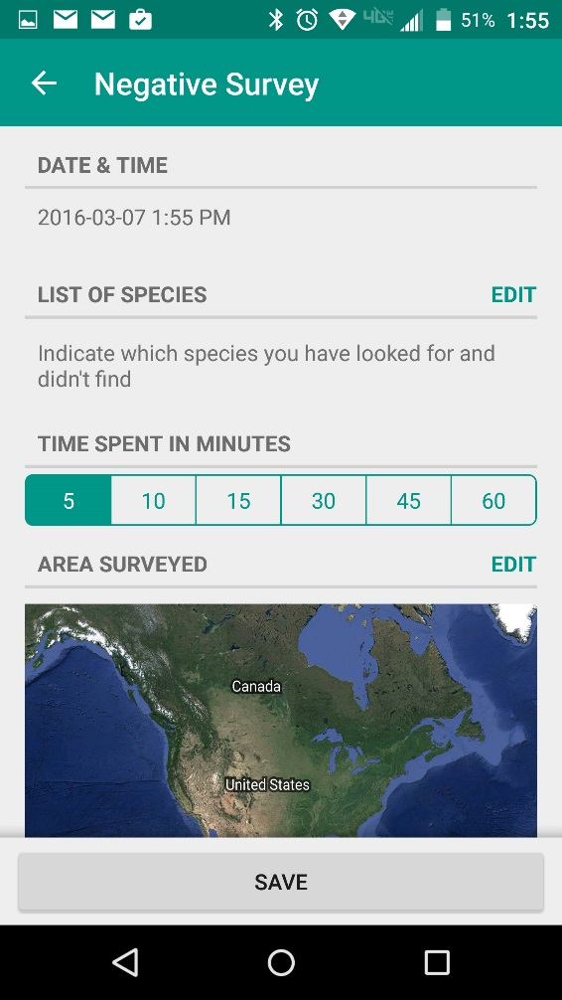 51% 1:55
Negative Survey
DATE & TIME
2016-03-07 1:55 PM
LIST OF SPECIES EDIT
Indicate which species you have looked for and
didn't find
TIME SPENT IN MINUTES
5 10 15 30 45 60
AREA SURVEYED EDIT
Canada
United States
SAVE